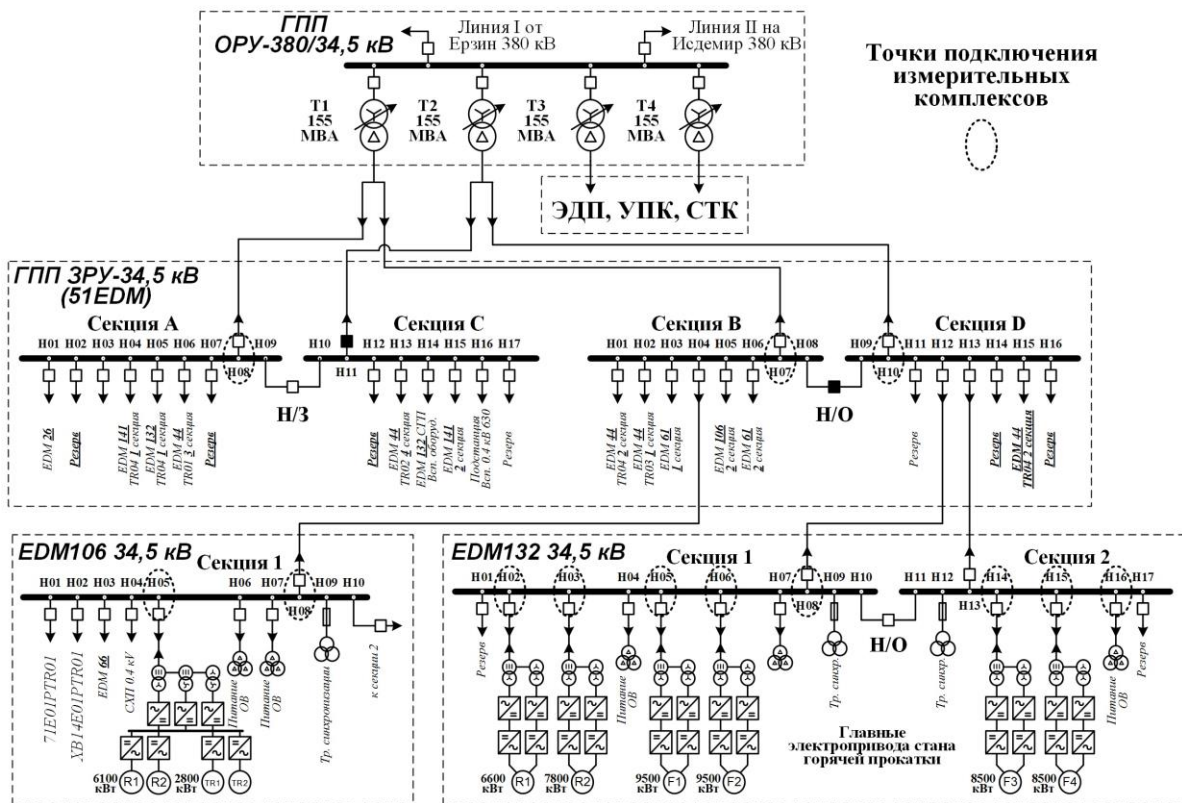 ГПП
ОРУ-380/34,5 кВ
Линия I от
Ерзин 380 кВ
Линия II на
Исдемир 380 кВ
Точки подключения
измерительных
комплексов
Т1
155
МВА
Т2
155
МВА
Т3
155
МВА
Т4
155
МВА
ЭДП, УПК, СТК
ГПП ЗРУ-34,5 кВ
(51EDM)
Секция А
H01 H02 H03 H04 H05 H06 H07 H08 H09
EDM 26
Резерв
EDM 141
TR04 1 секция
EDM 132
TR04 1 секция
EDM 44
TR01 3 секция
Резерв
Н/З
Секция С
H10 H11 H12 H13 H14 H15 H16 H17
Резерв
EDM 44
TR02 4 секция
EDM 132 СТП
Всп. оборуд.
EDM 141
2 секция
Подстанция
Всп. 0.4 кВ 630
Резерв
Секция В
H01 H02 H03 H04 H05 H06 H07 H08
EDM 44
TR04 2 секция
EDM 44
TR03 1 секция
EDM 61
1 секция
EDM 106
2 секция
EDM 61
2 секция
Н/О
Секция D
H09 H10 H11 H12 H13 H14 H15 H16
Резерв
Резерв
EDM 44
TR04 2 секция
Резерв
EDM106 34,5 кВ
Секция 1
H01 H02 H03 H04 H05 H06 H07 H08 H09 H10
71E01PTR01
XB14E01PTR01
EDM 66
СХП 0.4 kV
Питание
ОВ
Питание
ОВ
Тр. синхронизации
к секции 2
6100
кВт
R1
R2
2800
кВт
TR1
TR2
EDM132 34,5 кВ
Секция 1
H01 H02 H03 H04 H05 H06 H07 H08 H09 H10
Резерв
Питание
ОВ
Тр. синхр.
Н/О
Секция 2
H11 H12 H13 H14 H15 H16 H17
Тр. синхр.
Питание
ОВ
Резерв
Главные
электропривода стана
горячей прокатки
6600
кВт
R1
7800
кВт
R2
9500
кВт
F1
9500
кВт
F2
8500
кВт
F3
8500
кВт
F4